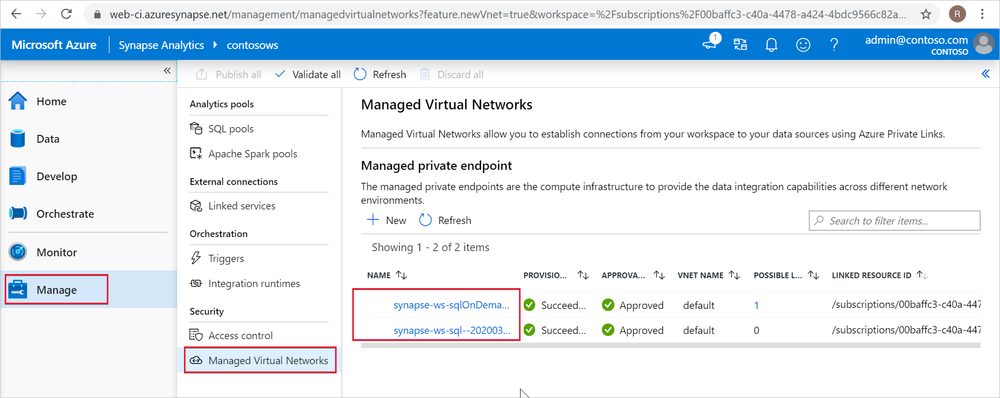 web-ci.azuresynapse.net/management/managedvirtualnetworks?feature.newVnet=true&workspace=%2Fsubscriptions%2F00baffc3-c40a-4478-a424-4bdc9566c82a...
R
Microsoft Azure
Synapse Analytics
contosows
1
?
admin@contoso.com
CONTOSO
Publish all
Validate all
Refresh
Discard all
Home
Data
Develop
Orchestrate
Monitor
Manage
Analytics pools
SQL pools
Apache Spark pools
External connections
Linked services
Orchestration
Triggers
Integration runtimes
Security
Access control
Managed Virtual Networks
Managed Virtual Networks
Managed Virtual Networks allow you to establish connections from your workspace to your data sources using Azure Private Links.
Managed private endpoint
The managed private endpoints are the compute infrastructure to provide the data integration capabilities across different network
environments.
New
Refresh
Search to filter items...
Showing 1 - 2 of 2 items
NAME PROVISIO... APPROVA... VNET NAME POSSIBLE L... LINKED RESOURCE ID
synapse-ws-sqlOnDema... Succeed... Approved default 1 /subscriptions/00baffc3-c40a-447
synapse-ws-sql--202003... Succeed... Approved default 0 /subscriptions/00baffc3-c40a-447